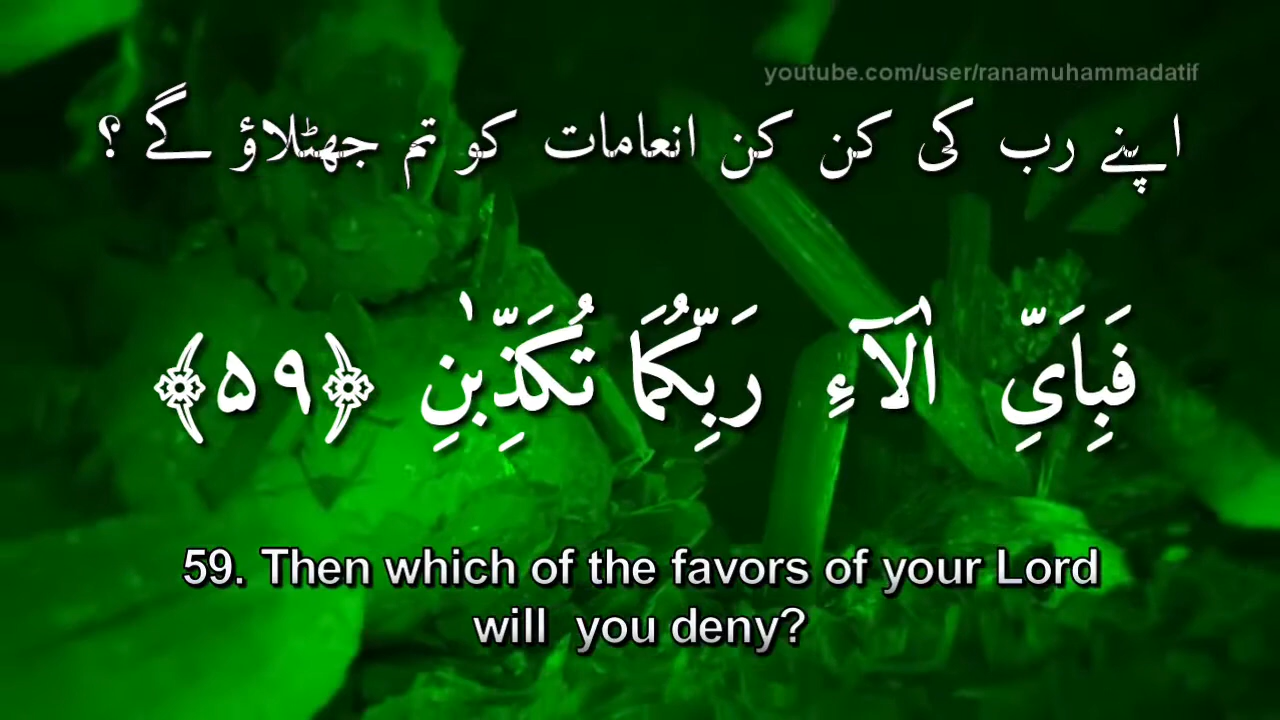 youtube.com/user/ranamuhammadatif
اپنے رب کی کن کن انعامات کو تم جھٹلاؤ گے ؟
فَبِاَیِّ اٰلَآءِ رَبِّکُمَا تُکَذِّبٰنِ ﴿۵۹﴾
59. Then which of the favors of your Lord
will you deny?